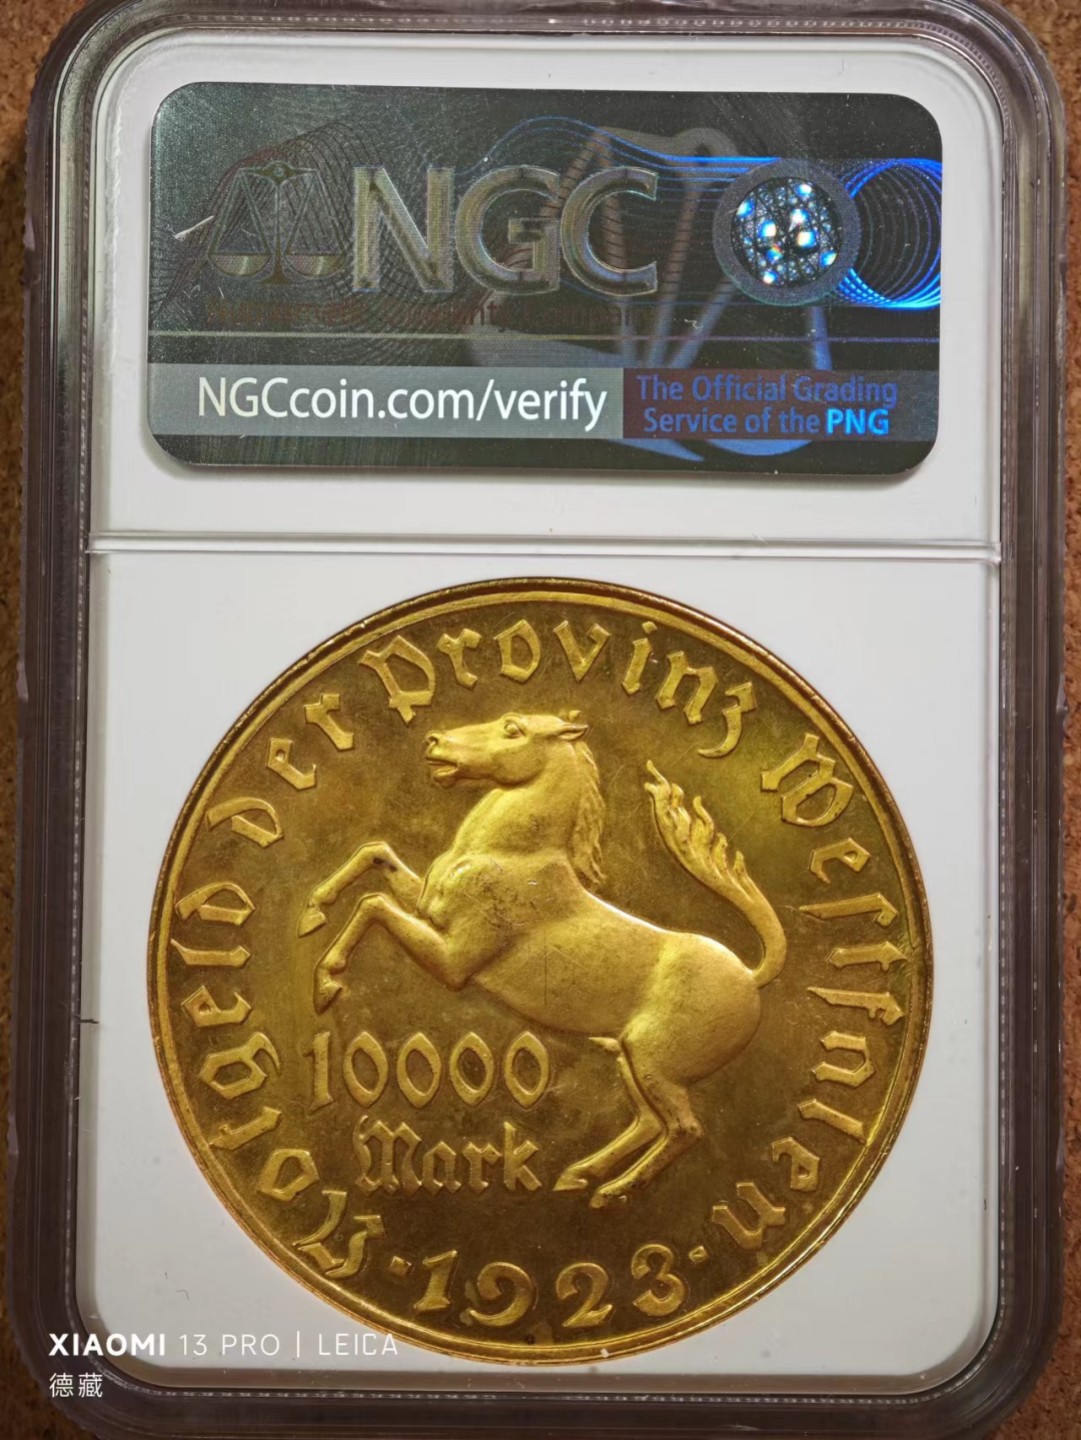 NGC
NGCcoin.com/verify
The Official Grading
Service of the PNG
Notgeld der Provinz Westfalen
10000
Mark
·1923·
XIAOMI 13 PRO | LEICA
德藏